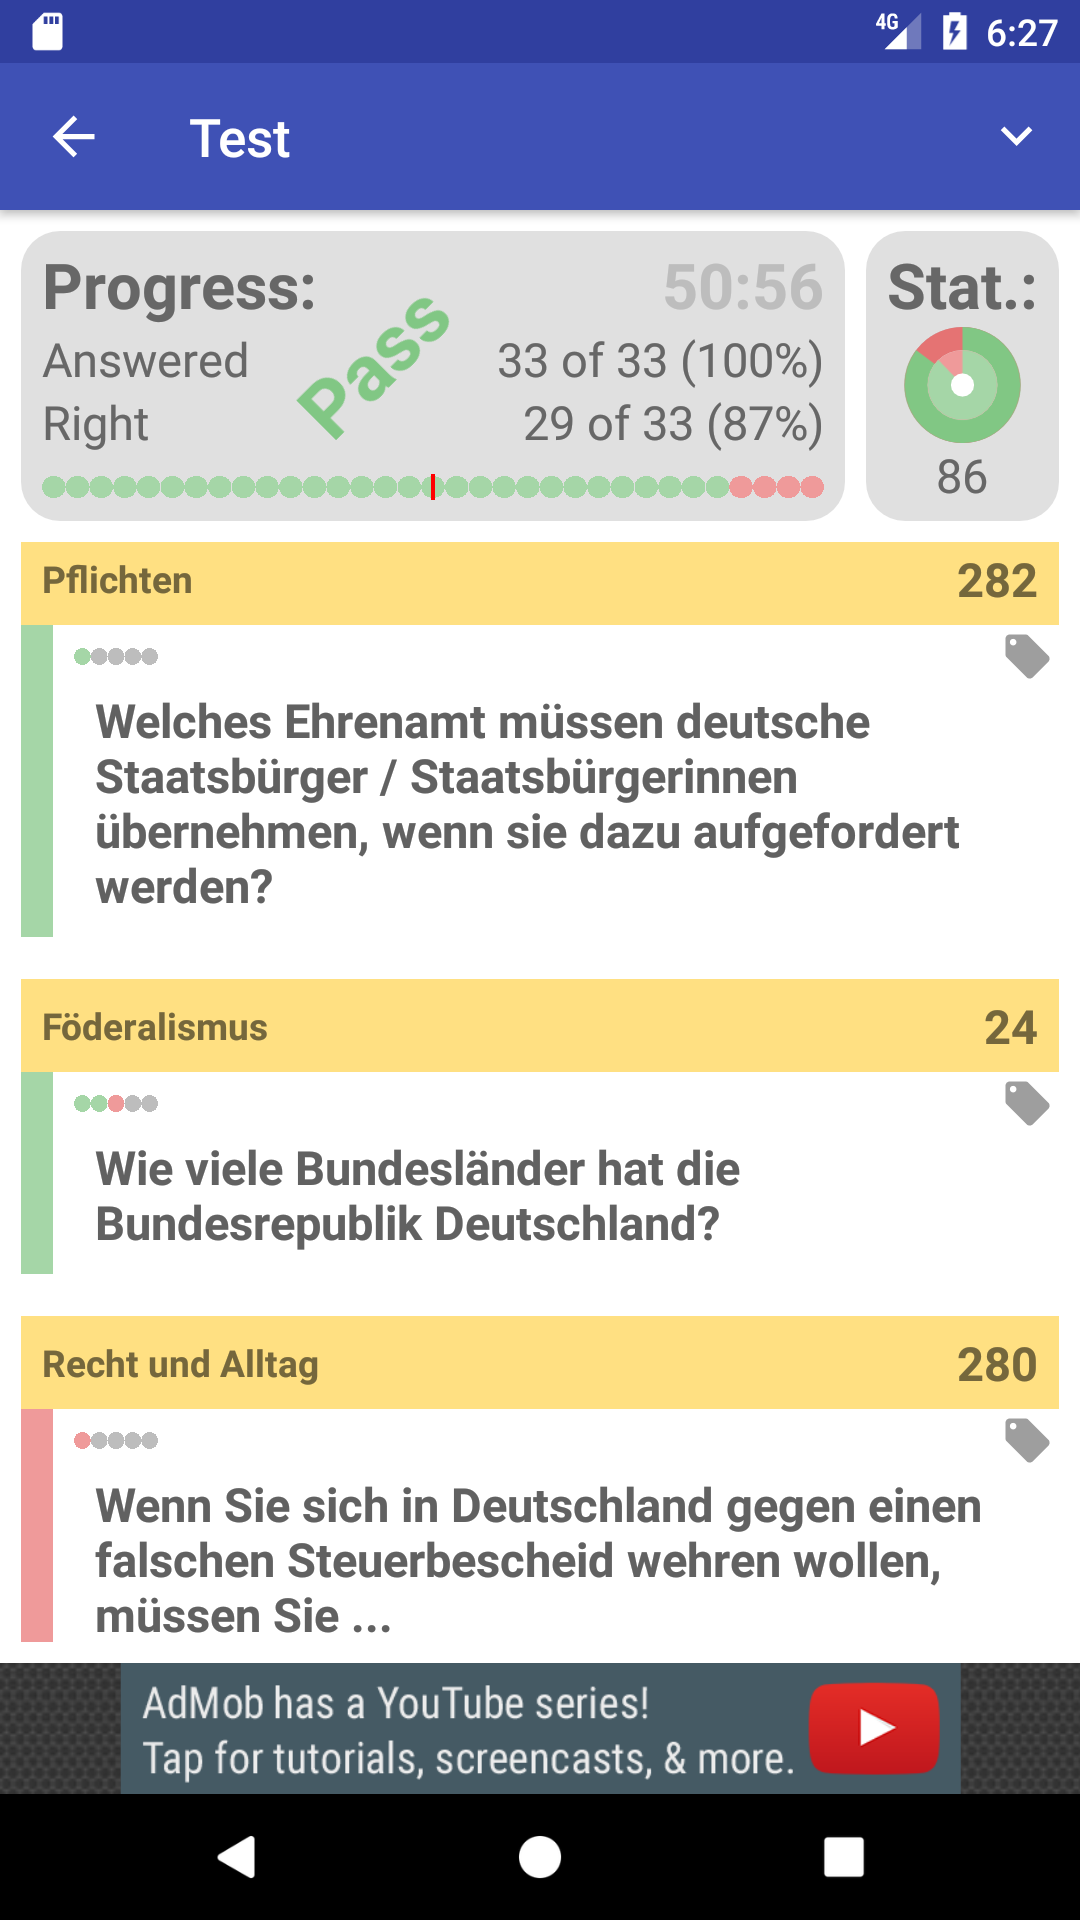 4G 6:27
Test
Progress: 50:56
Answered 33 of 33 (100%)
Right 29 of 33 (87%)
Pass
Stat.:
86
Pflichten 282
Welches Ehrenamt müssen deutsche
Staatsbürger / Staatsbürgerinnen
übernehmen, wenn sie dazu aufgefordert
werden?
Föderalismus 24
Wie viele Bundesländer hat die
Bundesrepublik Deutschland?
Recht und Alltag 280
Wenn Sie sich in Deutschland gegen einen
falschen Steuerbescheid wehren wollen,
müssen Sie ...
AdMob has a YouTube series!
Tap for tutorials, screencasts, & more.